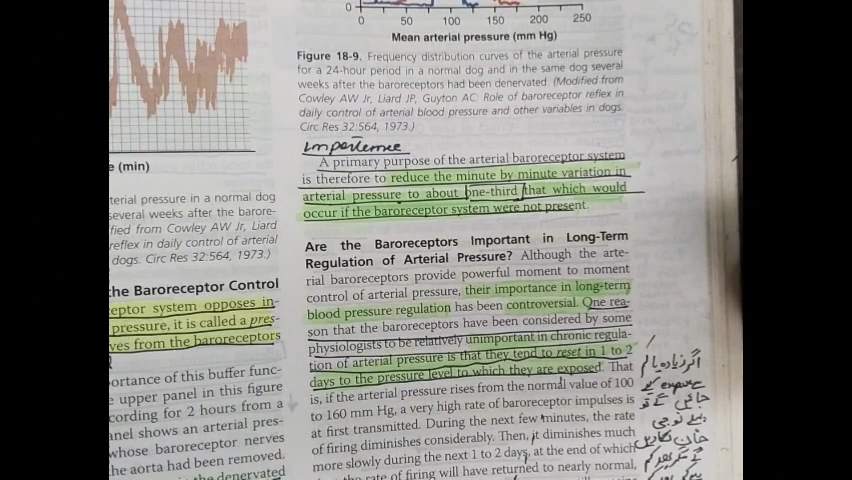 0
0 50 100 150 200 250
Mean arterial pressure (mm Hg)
Figure 18-9. Frequency distribution curves of the arterial pressure
for a 24-hour period in a normal dog and in the same dog several
weeks after the baroreceptors had been denervated. (Modified from
Cowley AW Jr, Liard JP, Guyton AC: Role of baroreceptor reflex in
daily control of arterial blood pressure and other variables in dogs.
Circ Res 32:564, 1973.)
A primary purpose of the arterial baroreceptor system
is therefore to reduce the minute by minute variation in
arterial pressure to about one-third that which would
occur if the baroreceptor system were not present.
Are the Baroreceptors Important in Long-Term
Regulation of Arterial Pressure? Although the arte-
rial baroreceptors provide powerful moment to moment
control of arterial pressure, their importance in long-term
blood pressure regulation has been controversial. One rea-
son that the baroreceptors have been considered by some
physiologists to be relatively unimportant in chronic regula-
tion of arterial pressure is that they tend to reset in 1 to 2
days to the pressure level to which they are exposed. That
is, if the arterial pressure rises from the normal value of 100
to 160 mm Hg, a very high rate of baroreceptor impulses is
at first transmitted. During the next few minutes, the rate
of firing diminishes considerably. Then, it diminishes much
more slowly during the next 1 to 2 days, at the end of which
rate of firing will have returned to nearly normal,
e (min)
terial pressure in a normal dog
several weeks after the barore-
fied from Cowley AW Jr, Liard
reflex in daily control of arterial
dogs. Circ Res 32:564, 1973.)
the Baroreceptor Control
eptor system opposes in-
pressure, it is called a pres-
ves from the baroreceptors
ortance of this buffer func-
e upper panel in this figure
cording for 2 hours from a
anel shows an arterial pres-
whose baroreceptor nerves
the aorta had been removed.
the denervated
اگر زیادہ ٹائم